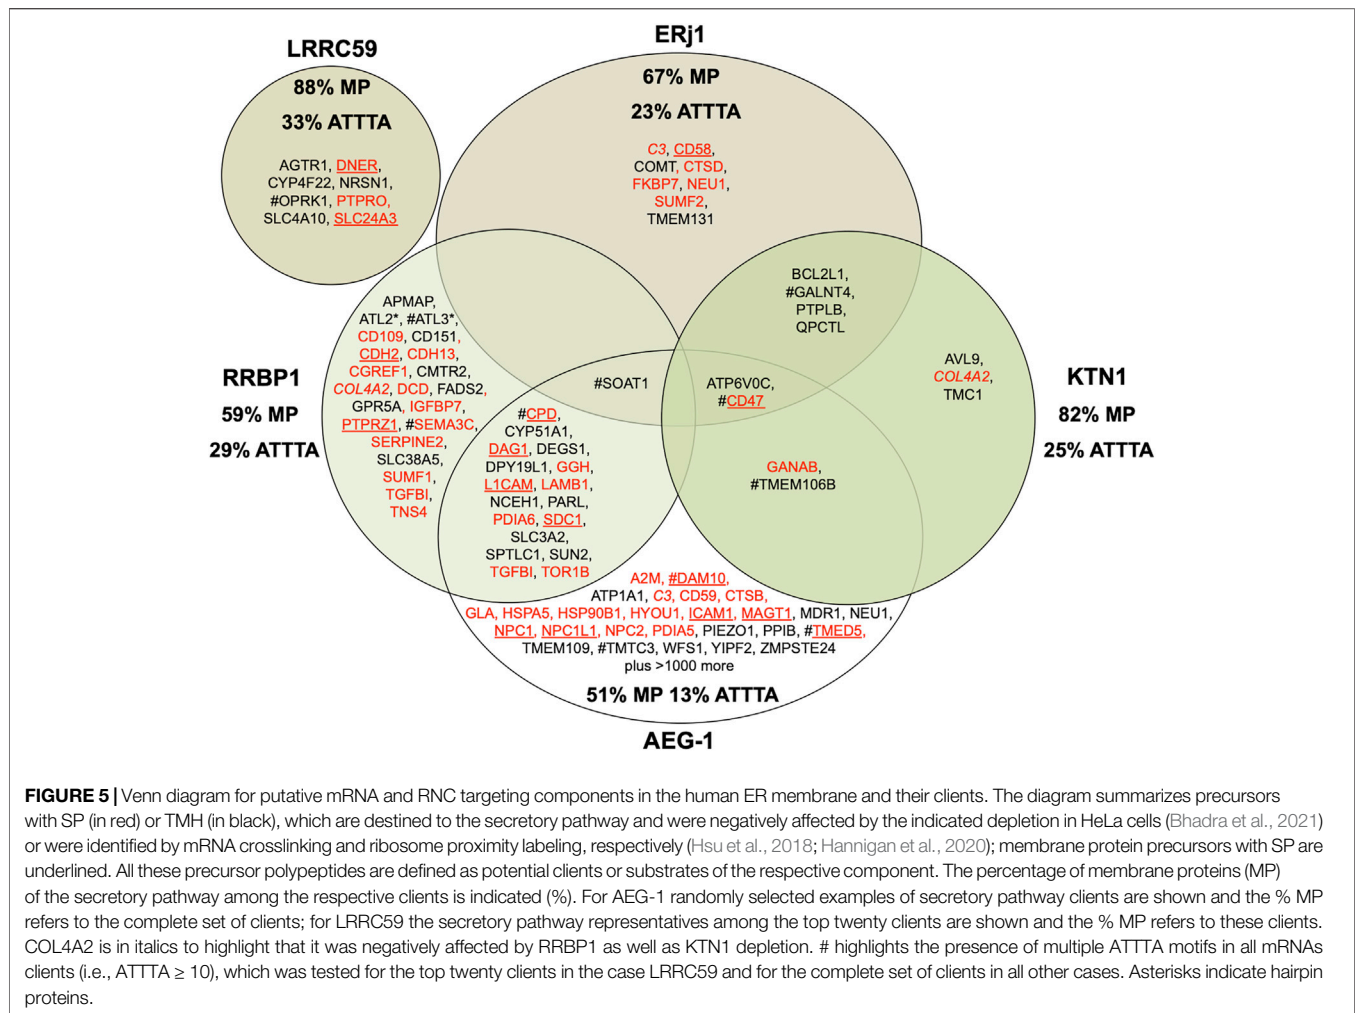 LRRC59
88% MP
33% ATTTA
AGTR1, DNER,
CYP4F22, NRSN1,
#OPRK1, PTPRO,
SLC4A10, SLC24A3
ERj1
67% MP
23% ATTTA
C3, CD58,
COMT, CTSD,
FKBP7, NEU1,
SUMF2,
TMEM131
BCL2L1,
#GALNT4,
PTPLB,
QPCTL
RRBP1
59% MP
29% ATTTA
APMAP,
ATL2*, #ATL3*,
CD109, CD151,
CDH2, CDH13,
CGREF1, CMTR2,
COL4A2, DCD, FADS2,
GPR5A, IGFBP7,
PTPRZ1, #SEMA3C,
SERPINE2,
SLC38A5,
SUMF1,
TGFBI,
TNS4
#SOAT1
ATP6V0C,
#CD47
AVL9,
COL4A2,
TMC1
KTN1
82% MP
25% ATTTA
#CPD,
CYP51A1,
DAG1, DEGS1,
DPY19L1, GGH,
L1CAM, LAMB1,
NCEH1, PARL,
PDIA6, SDC1,
SLC3A2,
SPTLC1, SUN2,
TGFBI, TOR1B
GANAB,
#TMEM106B
A2M, #DAM10,
ATP1A1, C3, CD59, CTSB,
GLA, HSPA5, HSP90B1, HYOU1, ICAM1, MAGT1, MDR1, NEU1,
NPC1, NPC1L1, NPC2, PDIA5, PIEZO1, PPIB, #TMED5,
TMEM109, #TMTC3, WFS1, YIPF2, ZMPSTE24
plus >1000 more
51% MP 13% ATTTA
AEG-1
FIGURE 5 | Venn diagram for putative mRNA and RNC targeting components in the human ER membrane and their clients. The diagram summarizes precursors
with SP (in red) or TMH (in black), which are destined to the secretory pathway and were negatively affected by the indicated depletion in HeLa cells (Bhadra et al., 2021)
or were identified by mRNA crosslinking and ribosome proximity labeling, respectively (Hsu et al., 2018; Hannigan et al., 2020); membrane protein precursors with SP are
underlined. All these precursor polypeptides are defined as potential clients or substrates of the respective component. The percentage of membrane proteins (MP)
of the secretory pathway among the respective clients is indicated (%). For AEG-1 randomly selected examples of secretory pathway clients are shown and the % MP
refers to the complete set of clients; for LRRC59 the secretory pathway representatives among the top twenty clients are shown and the % MP refers to these clients.
COL4A2 is in italics to highlight that it was negatively affected by RRBP1 as well as KTN1 depletion. # highlights the presence of multiple ATTTA motifs in all mRNAs
clients (i.e., ATTTA ≥ 10), which was tested for the top twenty clients in the case LRRC59 and for the complete set of clients in all other cases. Asterisks indicate hairpin
proteins.